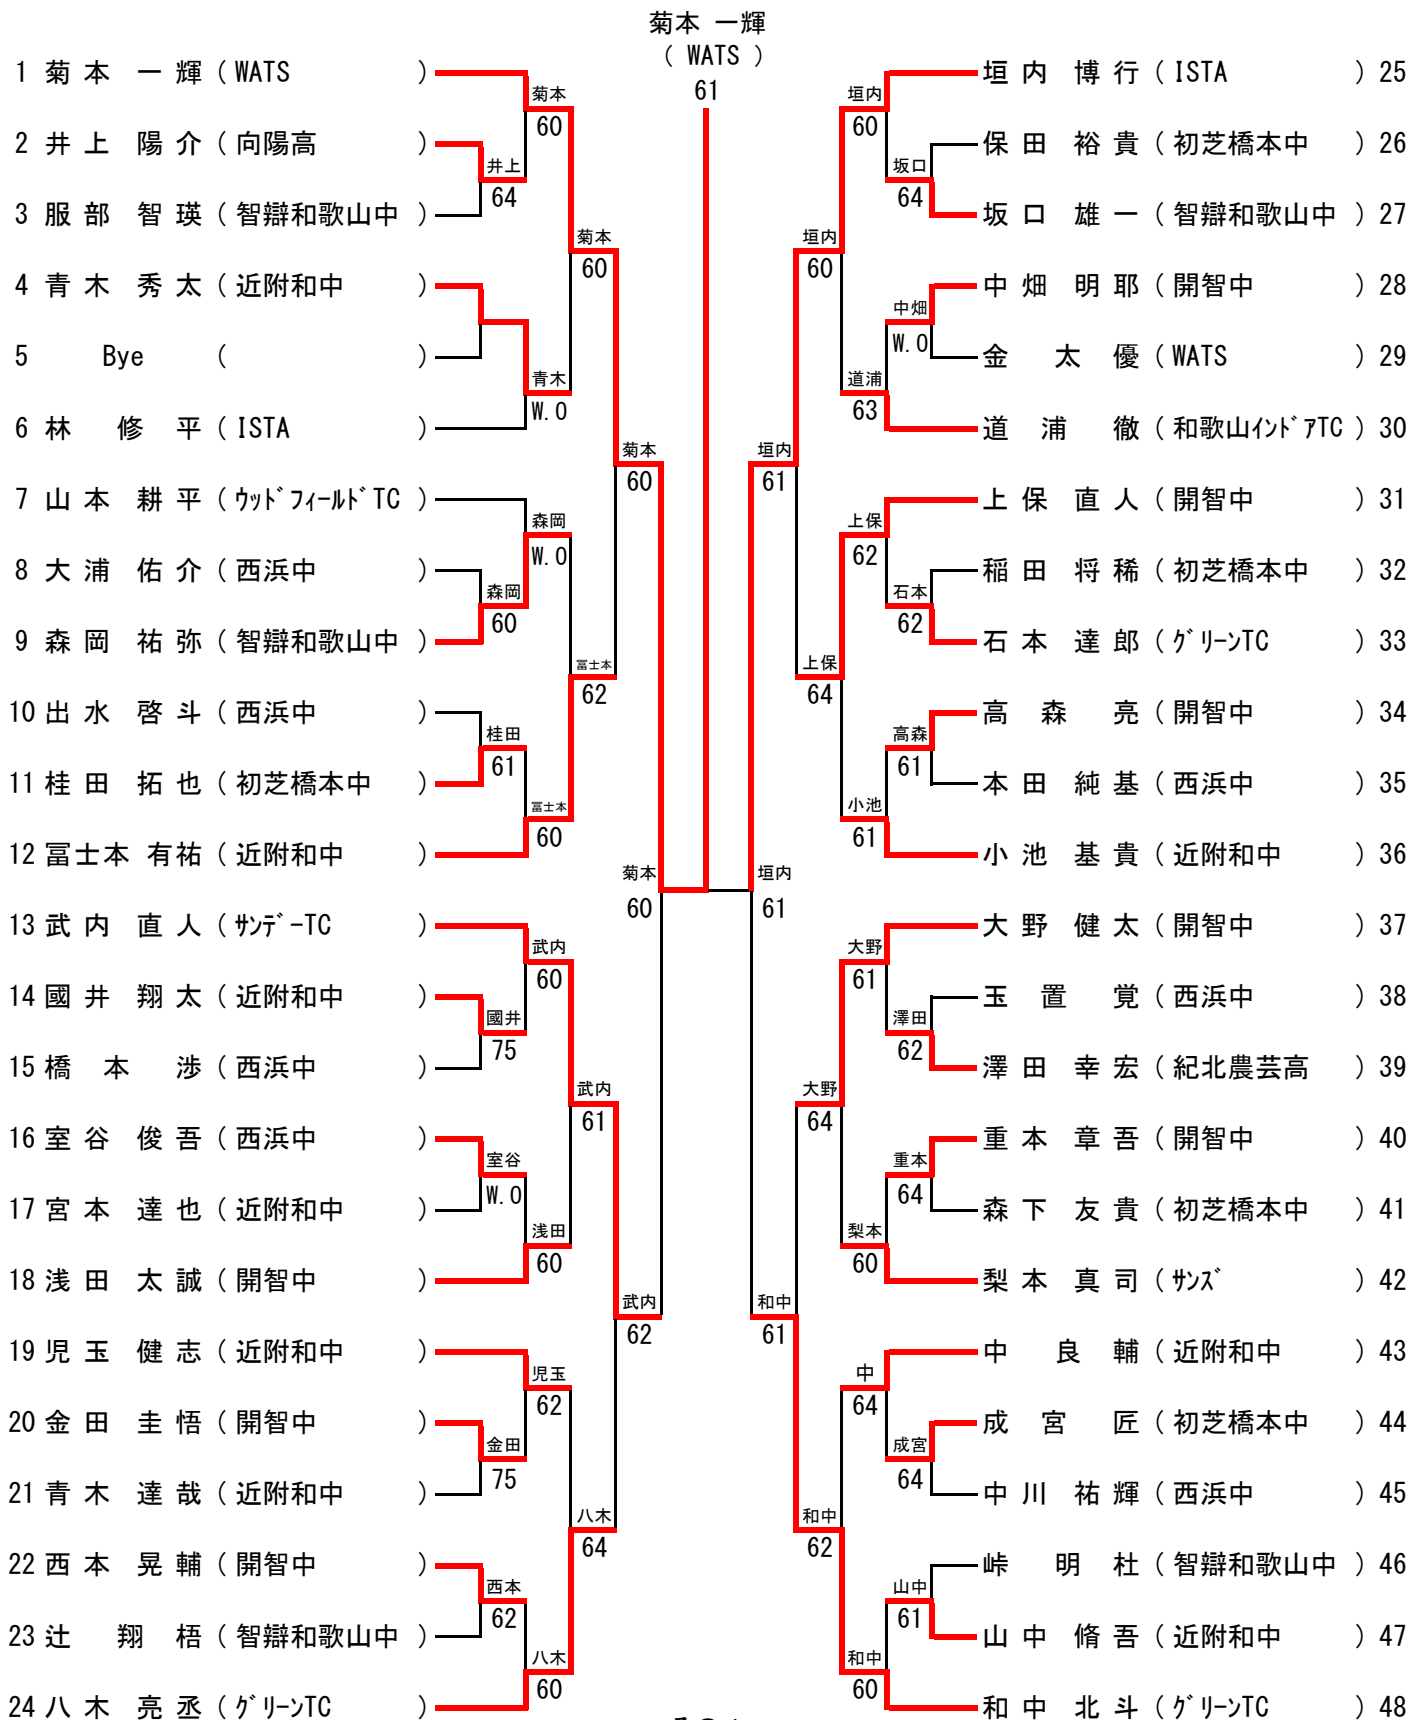 菊本 一輝
( WATS )
61
1 菊本 一輝 ( WATS )
2 井上 陽介 ( 向陽高 )
3 服部 智瑛 ( 智辯和歌山中 )
4 青木 秀太 ( 近附和中 )
5 Bye ( )
6 林 修平 ( ISTA )
7 山本 耕平 ( ウッドフィールドTC )
8 大浦 佑介 ( 西浜中 )
9 森岡 祐弥 ( 智辯和歌山中 )
10 出水 啓斗 ( 西浜中 )
11 桂田 拓也 ( 初芝橋本中 )
12 冨士本 有祐 ( 近附和中 )
13 武内 直人 ( サンデーTC )
14 國井 翔太 ( 近附和中 )
15 橋本 渉 ( 西浜中 )
16 室谷 俊吾 ( 西浜中 )
17 宮本 達也 ( 近附和中 )
18 浅田 太誠 ( 開智中 )
19 児玉 健志 ( 近附和中 )
20 金田 圭悟 ( 開智中 )
21 青木 達哉 ( 近附和中 )
22 西本 晃輔 ( 開智中 )
23 辻 翔梧 ( 智辯和歌山中 )
24 八木 亮丞 ( グリーンTC )
井上
64
森岡
60
桂田
61
國井
75
室谷
W.O
金田
75
西本
62
菊本
60
青木
W.O
森岡
W.O
冨士本
60
武内
60
浅田
60
児玉
62
八木
60
菊本
60
冨士本
62
武内
61
八木
64
菊本
60
武内
62
菊本
60
垣内
61
垣内
61
和中
61
垣内
60
上保
64
大野
64
和中
62
垣内
60
道浦
63
上保
62
小池
61
大野
61
梨本
60
中
64
和中
60
坂口
64
中畑
W.O
石本
62
高森
61
澤田
62
重本
64
成宮
64
山中
61
垣内 博行 ( ISTA ) 25
保田 裕貴 ( 初芝橋本中 ) 26
坂口 雄一 ( 智辯和歌山中 ) 27
中畑 明耶 ( 開智中 ) 28
金 太優 ( WATS ) 29
道浦 徹 ( 和歌山インドアTC ) 30
上保 直人 ( 開智中 ) 31
稲田 将稀 ( 初芝橋本中 ) 32
石本 達郎 ( グリーンTC ) 33
高森 亮 ( 開智中 ) 34
本田 純基 ( 西浜中 ) 35
小池 基貴 ( 近附和中 ) 36
大野 健太 ( 開智中 ) 37
玉置 覚 ( 西浜中 ) 38
澤田 幸宏 ( 紀北農芸高 ) 39
重本 章吾 ( 開智中 ) 40
森下 友貴 ( 初芝橋本中 ) 41
梨本 真司 ( サンズ ) 42
中 良輔 ( 近附和中 ) 43
成宮 匠 ( 初芝橋本中 ) 44
中川 祐輝 ( 西浜中 ) 45
峠 明杜 ( 智辯和歌山中 ) 46
山中 脩吾 ( 近附和中 ) 47
和中 北斗 ( グリーンTC ) 48